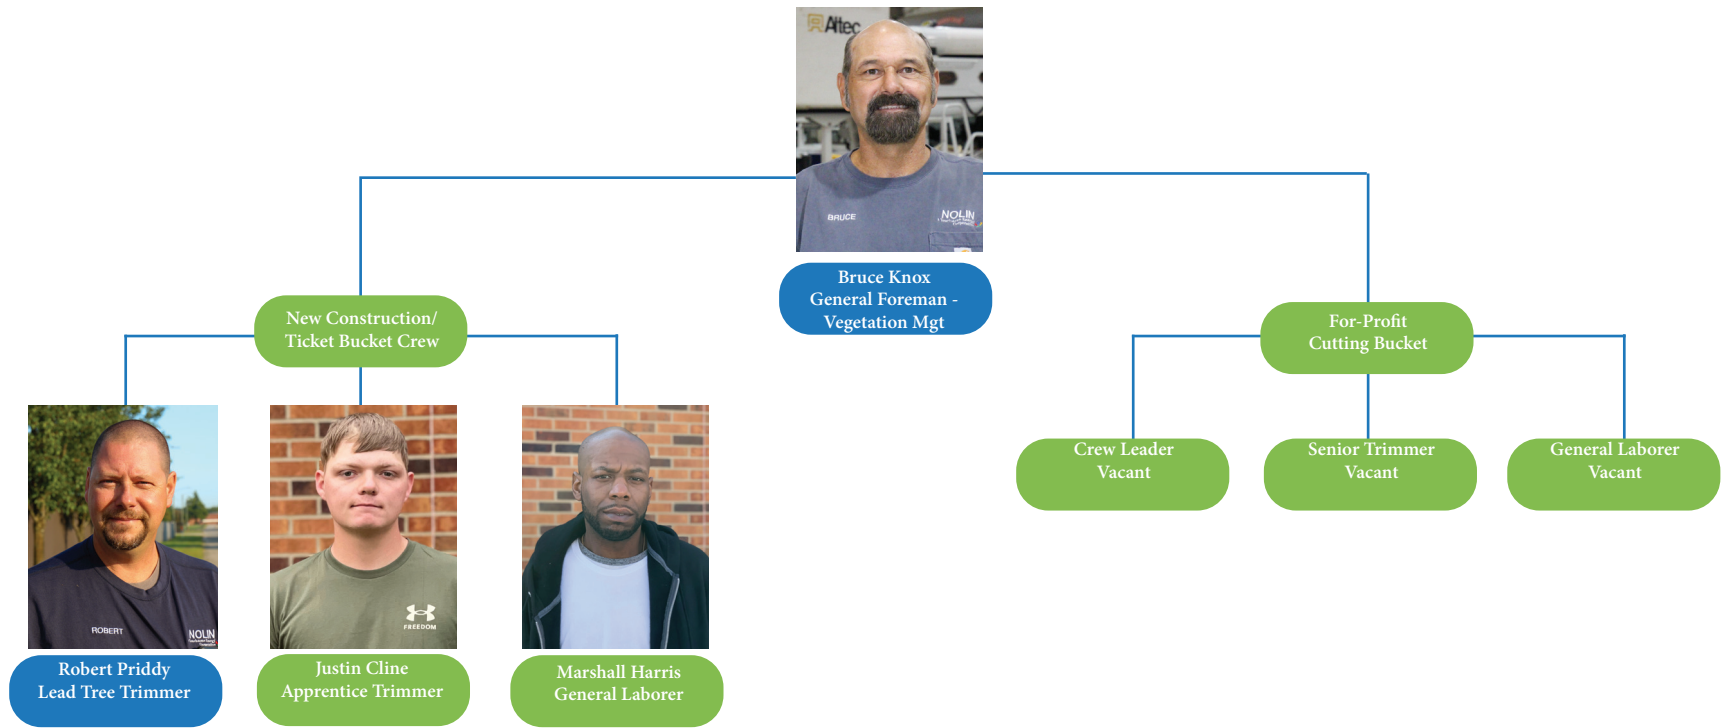 Altec
BRUCE
NOLIN
Bruce Knox
General Foreman -
Vegetation Mgt
New Construction/
Ticket Bucket Crew
For-Profit
Cutting Bucket
Crew Leader
Vacant
Senior Trimmer
Vacant
General Laborer
Vacant
ROBERT
NOLIN
FREEDOM
Robert Priddy
Lead Tree Trimmer
Justin Cline
Apprentice Trimmer
Marshall Harris
General Laborer